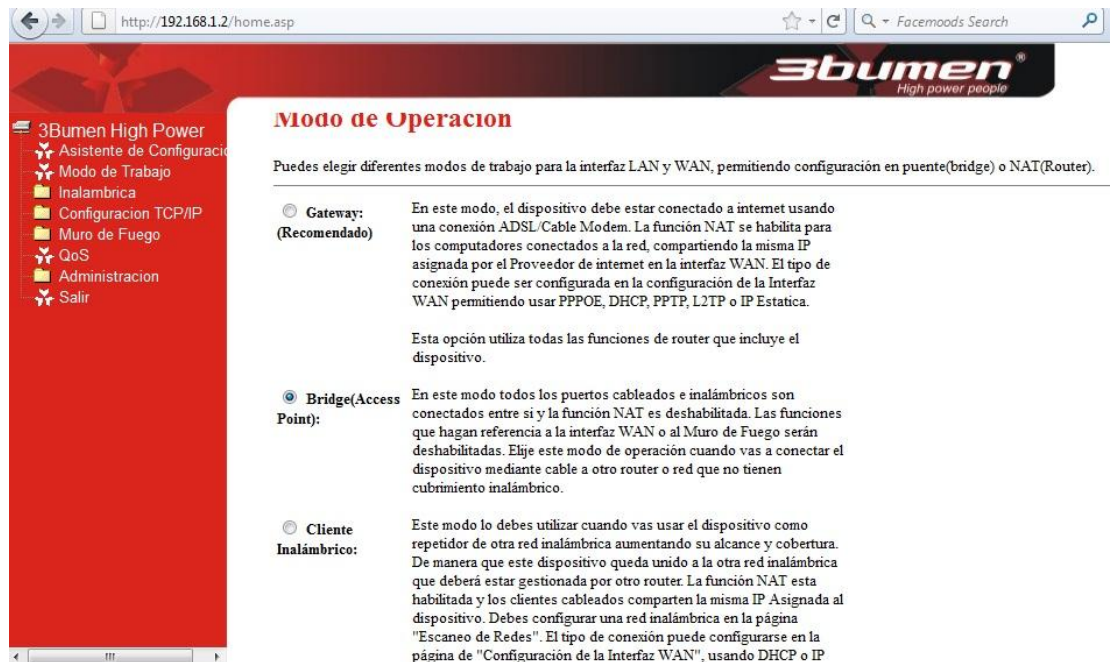 http://192.168.1.2/home.asp
Facemoods Search
3bumen®
High power people
3Bumen High Power
Asistente de Configuracio
Modo de Trabajo
Inalambrica
Configuracion TCP/IP
Muro de Fuego
QoS
Administracion
Salir
Modo de Operacion
Puedes elegir diferentes modos de trabajo para la interfaz LAN y WAN, permitiendo configuración en puente(bridge) o NAT(Router).
Gateway:
(Recomendado)
En este modo, el dispositivo debe estar conectado a internet usando
una conexión ADSL/Cable Modem. La función NAT se habilita para
los computadores conectados a la red, compartiendo la misma IP
asignada por el Proveedor de internet en la interfaz WAN. El tipo de
conexión puede ser configurada en la configuración de la Interfaz
WAN permitiendo usar PPPOE, DHCP, PPTP, L2TP o IP Estatica.
Esta opción utiliza todas las funciones de router que incluye el
dispositivo.
Bridge(Access
Point):
En este modo todos los puertos cableados e inalámbricos son
conectados entre si y la función NAT es deshabilitada. Las funciones
que hagan referencia a la interfaz WAN o al Muro de Fuego serán
deshabilitadas. Elije este modo de operación cuando vas a conectar el
dispositivo mediante cable a otro router o red que no tienen
cubrimiento inalámbrico.
Cliente
Inalámbrico:
Este modo lo debes utilizar cuando vas usar el dispositivo como
repetidor de otra red inalámbrica aumentando su alcance y cobertura.
De manera que este dispositivo queda unido a la otra red inalámbrica
que deberá estar gestionada por otro router. La función NAT esta
habilitada y los clientes cableados comparten la misma IP Asignada al
dispositivo. Debes configurar una red inalámbrica en la página
"Escaneo de Redes". El tipo de conexión puede configurarse en la
página de "Configuración de la Interfaz WAN", usando DHCP o IP